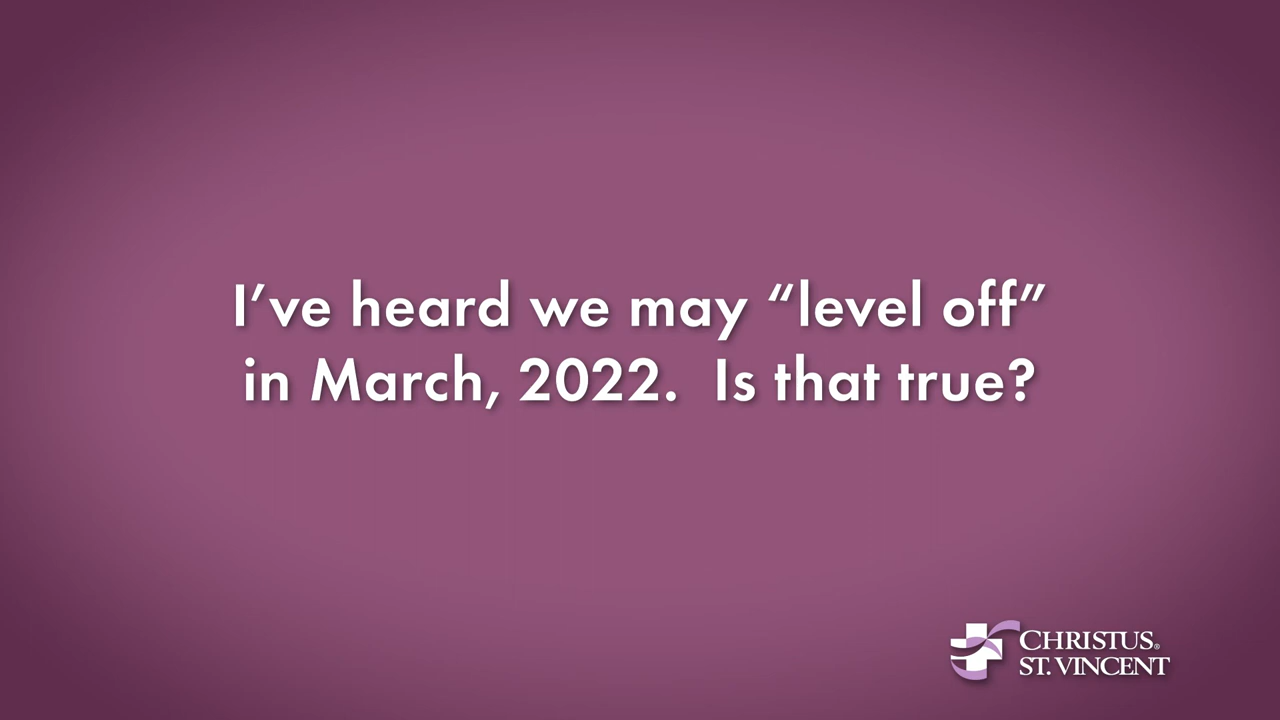 I’ve heard we may “level off”
in March, 2022.  Is that true?
CHRISTUS®
ST. VINCENT